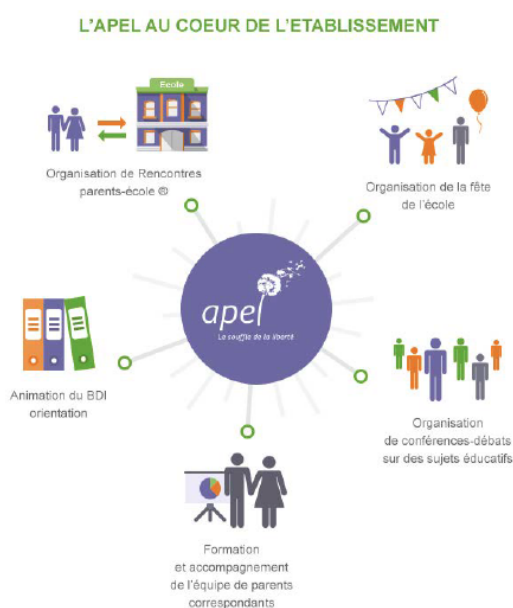 L'APEL AU COEUR DE L'ETABLISSEMENT
Ecole
Organisation de Rencontres
parents-école ®
Organisation de la fête
de l'école
apel
Le souffle de la liberté
Animation du BDI
orientation
Organisation
de conférences-débats
sur des sujets éducatifs
Formation
et accompagnement
de l'équipe de parents
correspondants